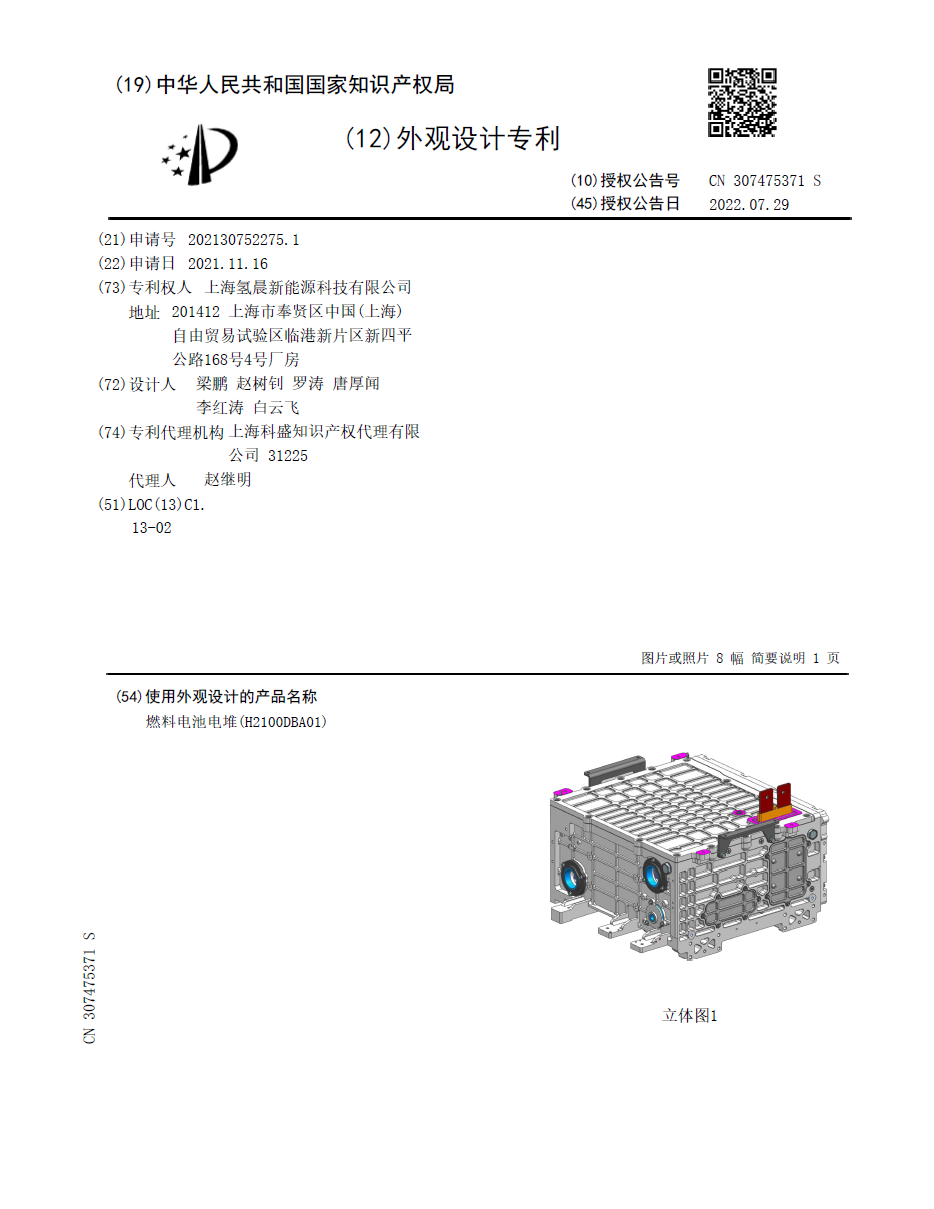 (19)中华人民共和国国家知识产权局
(12)外观设计专利
(10)授权公告号 CN 307475371 S
(45)授权公告日 2022.07.29
(21)申请号 202130752275.1
(22)申请日 2021.11.16
(73)专利权人 上海氢晨新能源科技有限公司
地址 201412 上海市奉贤区中国(上海)
自由贸易试验区临港新片区新四平
公路168号4号厂房
(72)设计人 梁鹏 赵树钊 罗涛 唐厚闻
李红涛 白云飞
(74)专利代理机构 上海科盛知识产权代理有限
公司 31225
代理人 赵继明
(51)LOC(13)Cl.
13-02
图片或照片 8 幅 简要说明 1 页
(54)使用外观设计的产品名称
燃料电池电堆(H2100DBA01)
立体图1
CN 307475371 S